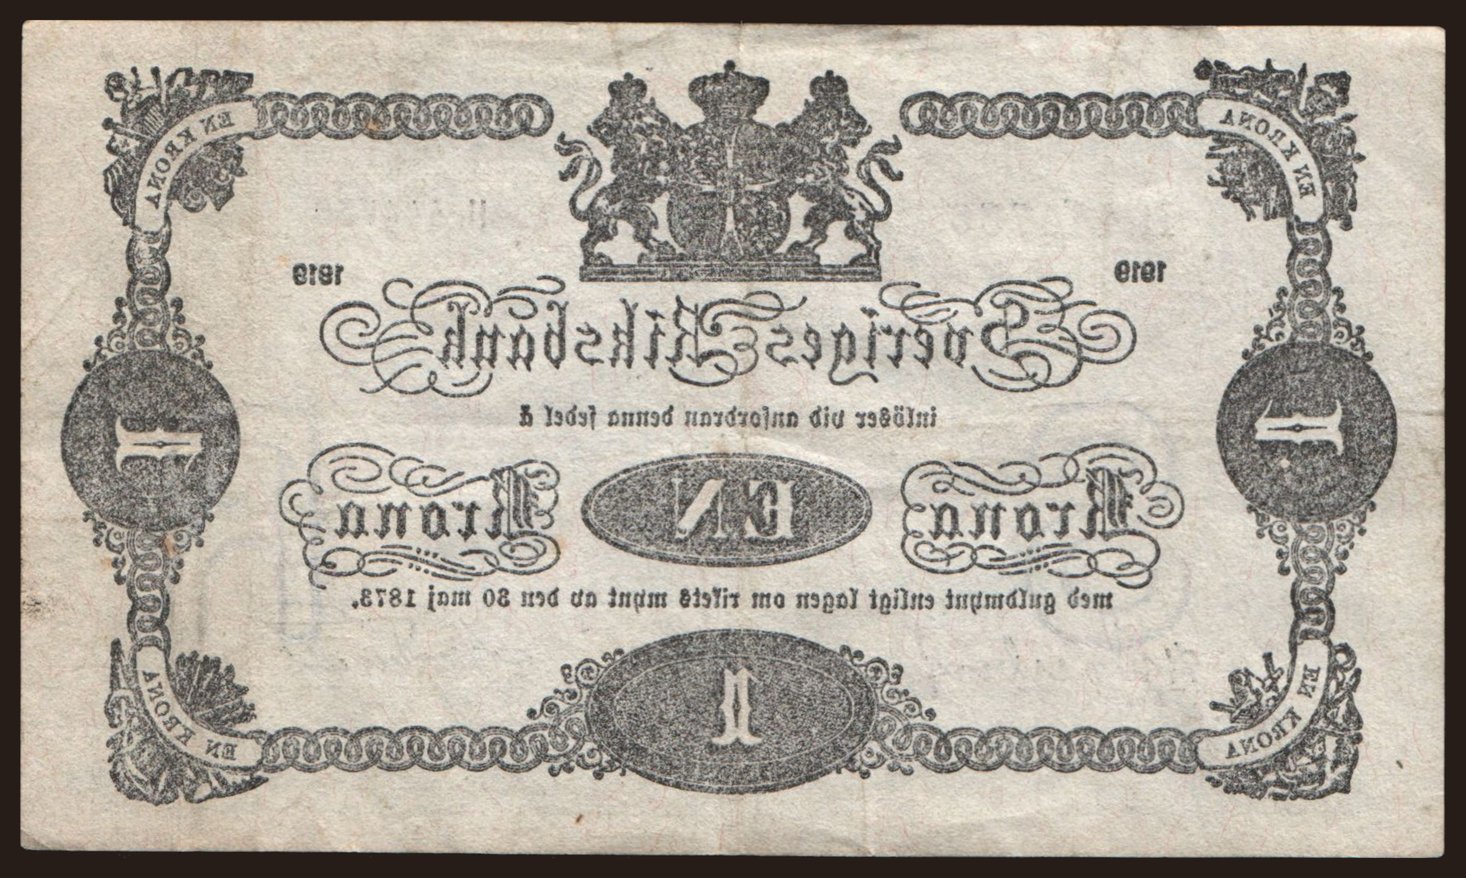 EN KRONA EN KRONA
1919 1919
Sveriges Riksbank
inlöser vid anfordran denna sedel à
Krona EN Krona
1 1
med guldmynt enligt lagen om rikets mynt av den 30 maj 1873.
1
EN KRONA EN KRONA